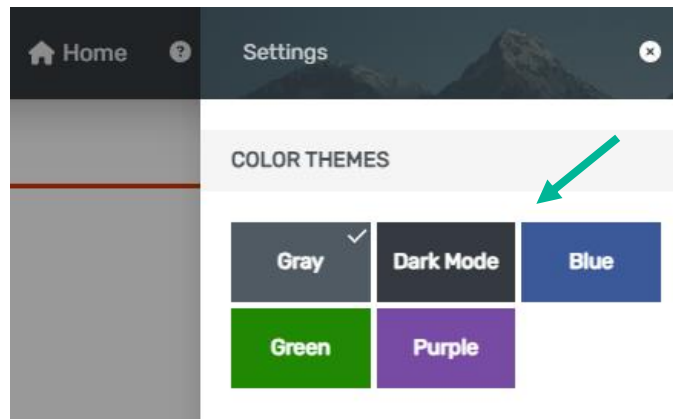 Home ? Settings
COLOR THEMES
Gray Dark Mode Blue
Green Purple